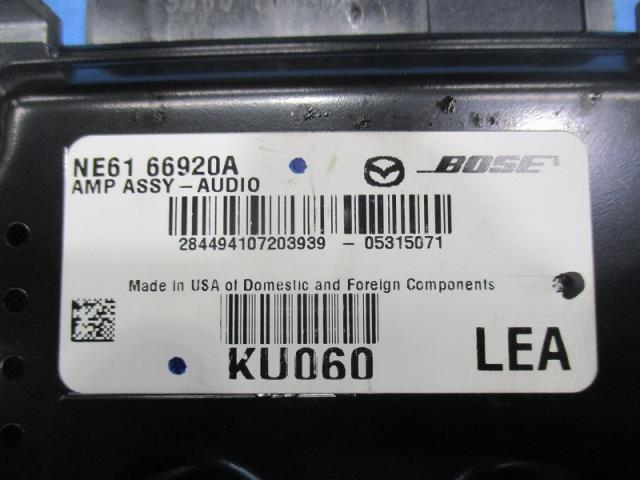 NE61 66920A
BOSE
AMP ASSY – AUDIO
284494107203939 – 05315071
Made in USA of Domestic and Foreign Components
KU060
LEA